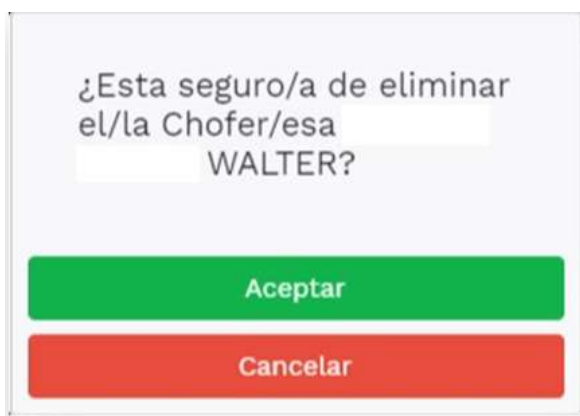 ¿Esta seguro/a de eliminar
el/la Chofer/esa
WALTER?
Aceptar
Cancelar